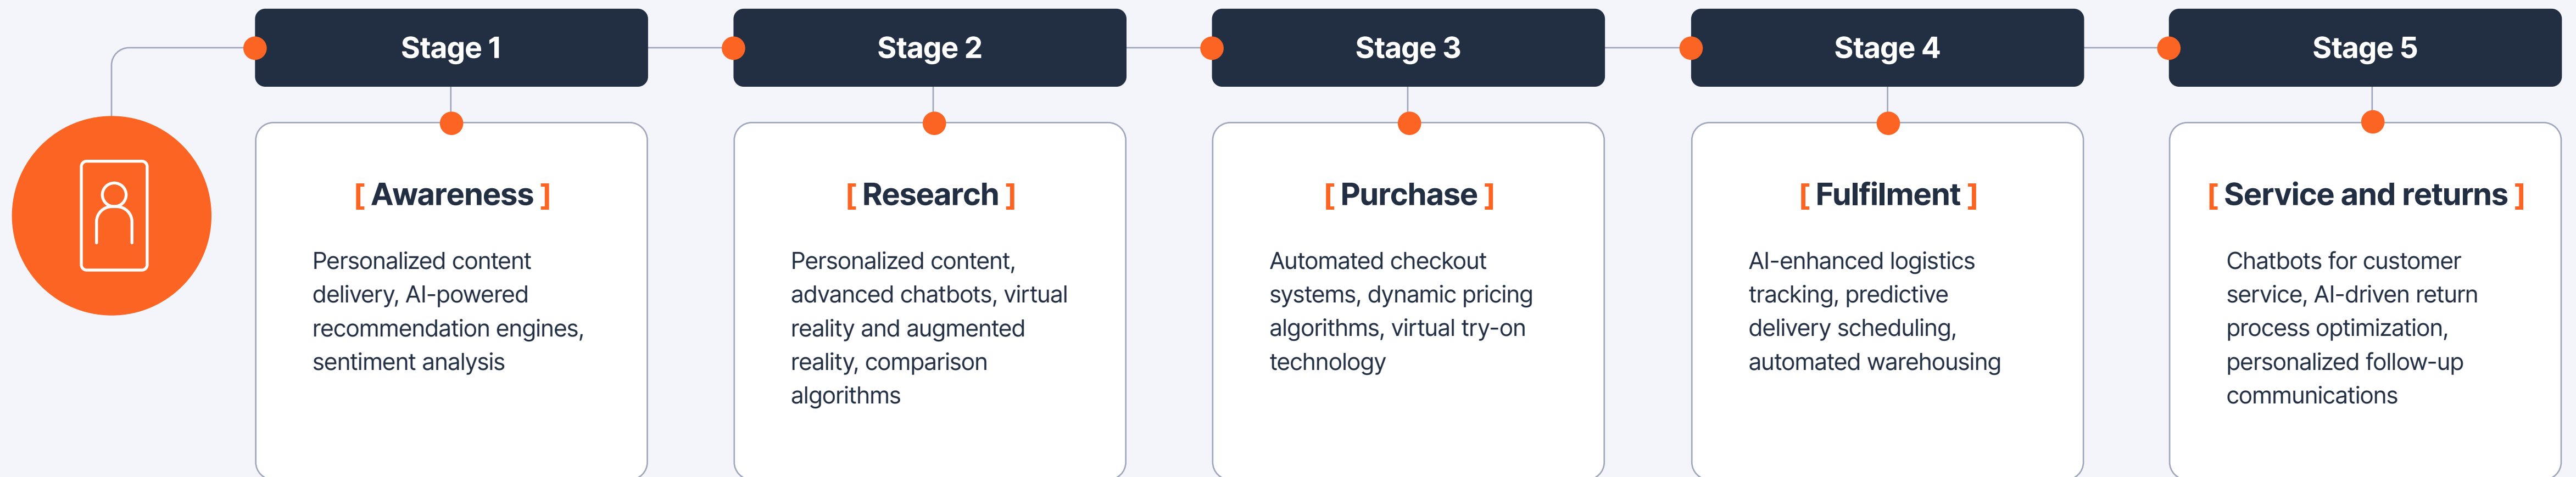 Stage 1
Stage 2
Stage 3
Stage 4
Stage 5
[ Awareness ]
Personalized content
delivery, AI-powered
recommendation engines,
sentiment analysis
[ Research ]
Personalized content,
advanced chatbots, virtual
reality and augmented
reality, comparison
algorithms
[ Purchase ]
Automated checkout
systems, dynamic pricing
algorithms, virtual try-on
technology
[ Fulfilment ]
AI-enhanced logistics
tracking, predictive
delivery scheduling,
automated warehousing
[ Service and returns ]
Chatbots for customer
service, AI-driven return
process optimization,
personalized follow-up
communications